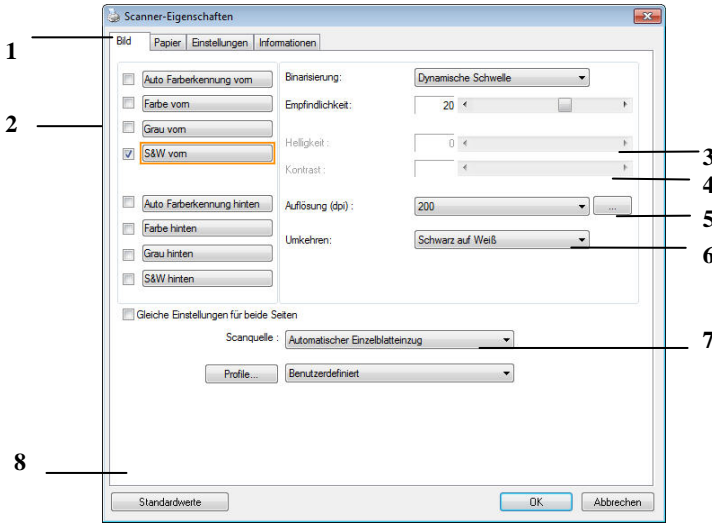 Scanner-Eigenschaften
1
Bild Papier Einstellungen Informationen
Auto Farberkennung vorn Binarisierung: Dynamische Schwelle
2
Farbe vorn Empfindlichkeit: 20
Grau vorn
Helligkeit : 0
S&W vorn
3
Kontrast :
4
Auto Farberkennung hinten Auflösung (dpi) : 200 ...
5
Farbe hinten
Umkehren: Schwarz auf Weiß
6
Grau hinten
S&W hinten
Gleiche Einstellungen für beide Seiten
Scanquelle : Automatischer Einzelblatteinzug
7
Profile... Benutzerdefiniert
8
Standardwerte OK Abbrechen